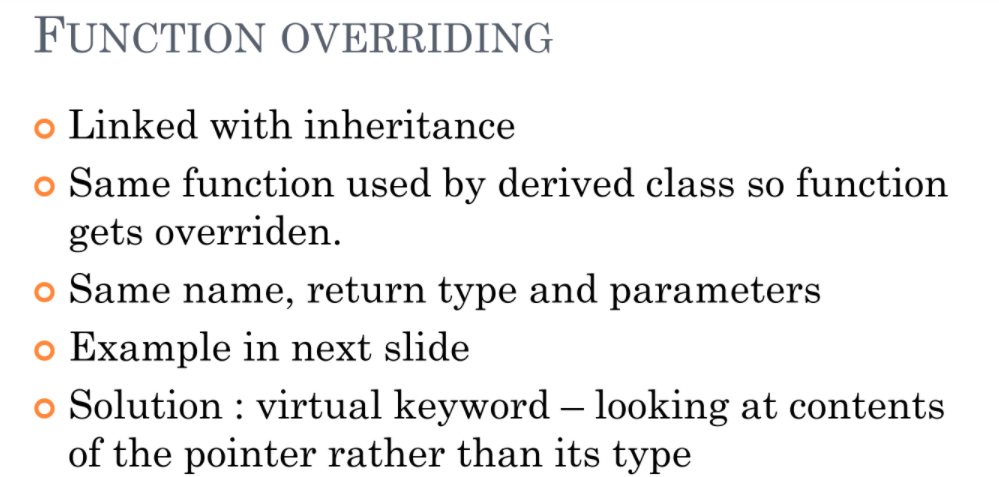 FUNCTION OVERRIDING
Linked with inheritance
Same function used by derived class so function
gets overriden.
Same name, return type and parameters
Example in next slide
Solution : virtual keyword – looking at contents
of the pointer rather than its type